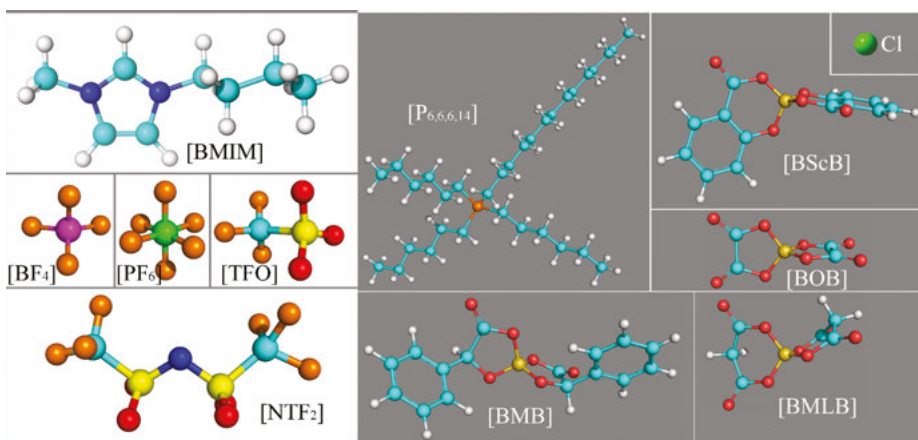 [BMIM]
[P6,6,6,14]
Cl
[BScB]
[BF4]
[PF6]
[TFO]
[BOB]
[NTF2]
[BMB]
[BMLB]